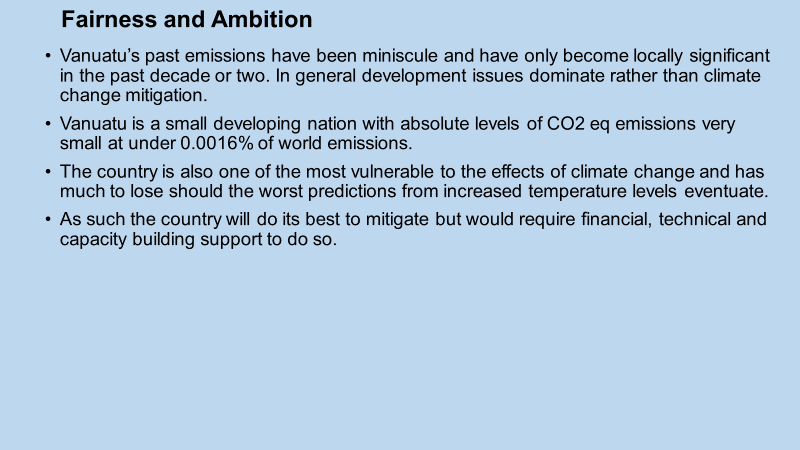 Fairness and Ambition
• Vanuatu’s past emissions have been miniscule and have only become locally significant
in the past decade or two. In general development issues dominate rather than climate
change mitigation.
• Vanuatu is a small developing nation with absolute levels of CO2 eq emissions very
small at under 0.0016% of world emissions.
• The country is also one of the most vulnerable to the effects of climate change and has
much to lose should the worst predictions from increased temperature levels eventuate.
• As such the country will do its best to mitigate but would require financial, technical and
capacity building support to do so.